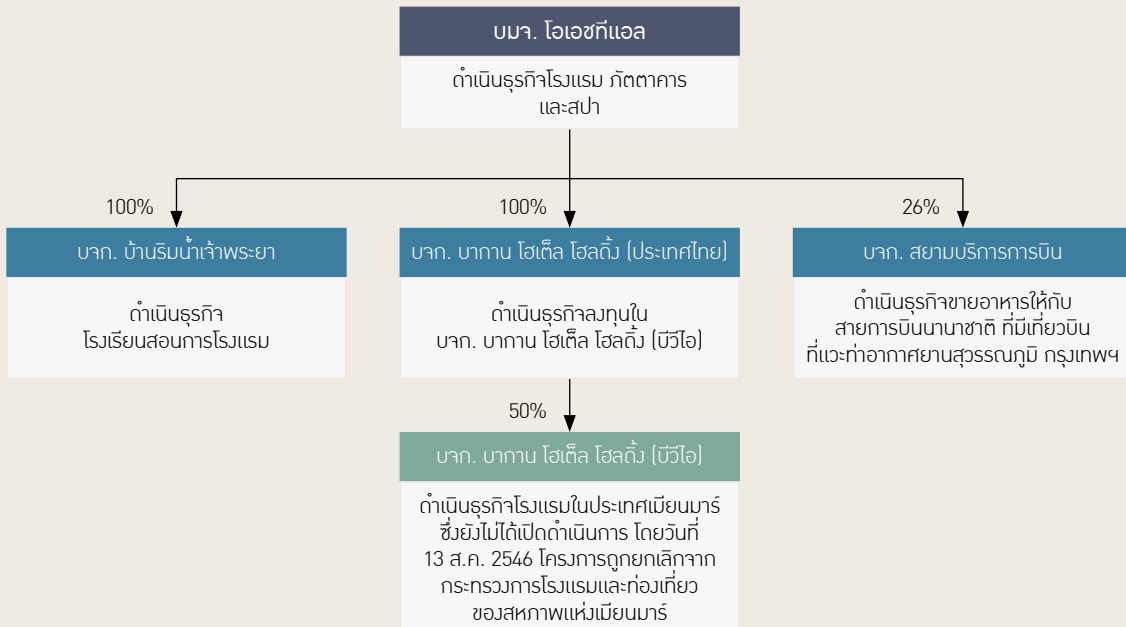 บมจ. โอเอชทีแอล
ดำเนินธุรกิจโรงแรม ภัตตาคาร
และสปา
100%
100%
26%
บจก. บ้านริมน้ำเจ้าพระยา
ดำเนินธุรกิจ
โรงเรียนสอนการโรงแรม
บจก. บากาน โฮเต็ล โฮลดิ้ง (ประเทศไทย)
ดำเนินธุรกิจลงทุนใน
บจก. บากาน โฮเต็ล โฮลดิ้ง (บีวีไอ)
บจก. สยามบริการการบิน
ดำเนินธุรกิจขายอาหารให้กับ
สายการบินนานาชาติ ที่มีเที่ยวบิน
ที่แวะท่าอากาศยานสุวรรณภูมิ กรุงเทพฯ
50%
บจก. บากาน โฮเต็ล โฮลดิ้ง (บีวีไอ)
ดำเนินธุรกิจโรงแรมในประเทศเมียนมาร์
ซึ่งยังไม่ได้เปิดดำเนินการ โดยวันที่
13 ส.ค. 2546 โครงการถูกยกเลิกจาก
กระทรวงการโรงแรมและท่องเที่ยว
ของสหภาพแห่งเมียนมาร์